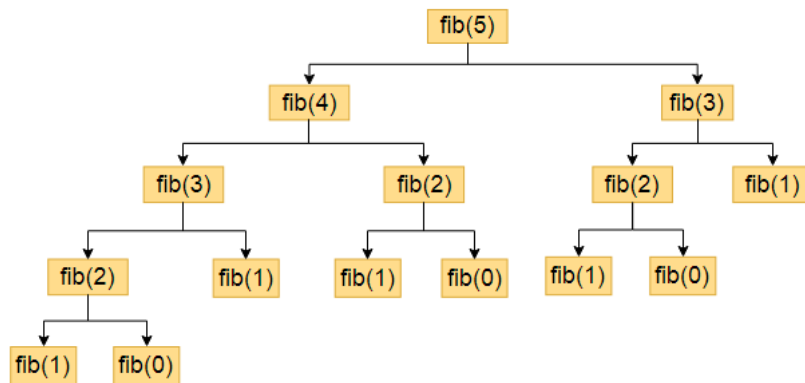 fib(5)
fib(4) fib(3)
fib(3) fib(2) fib(2) fib(1)
fib(2) fib(1) fib(1) fib(0) fib(1) fib(0)
fib(1) fib(0)